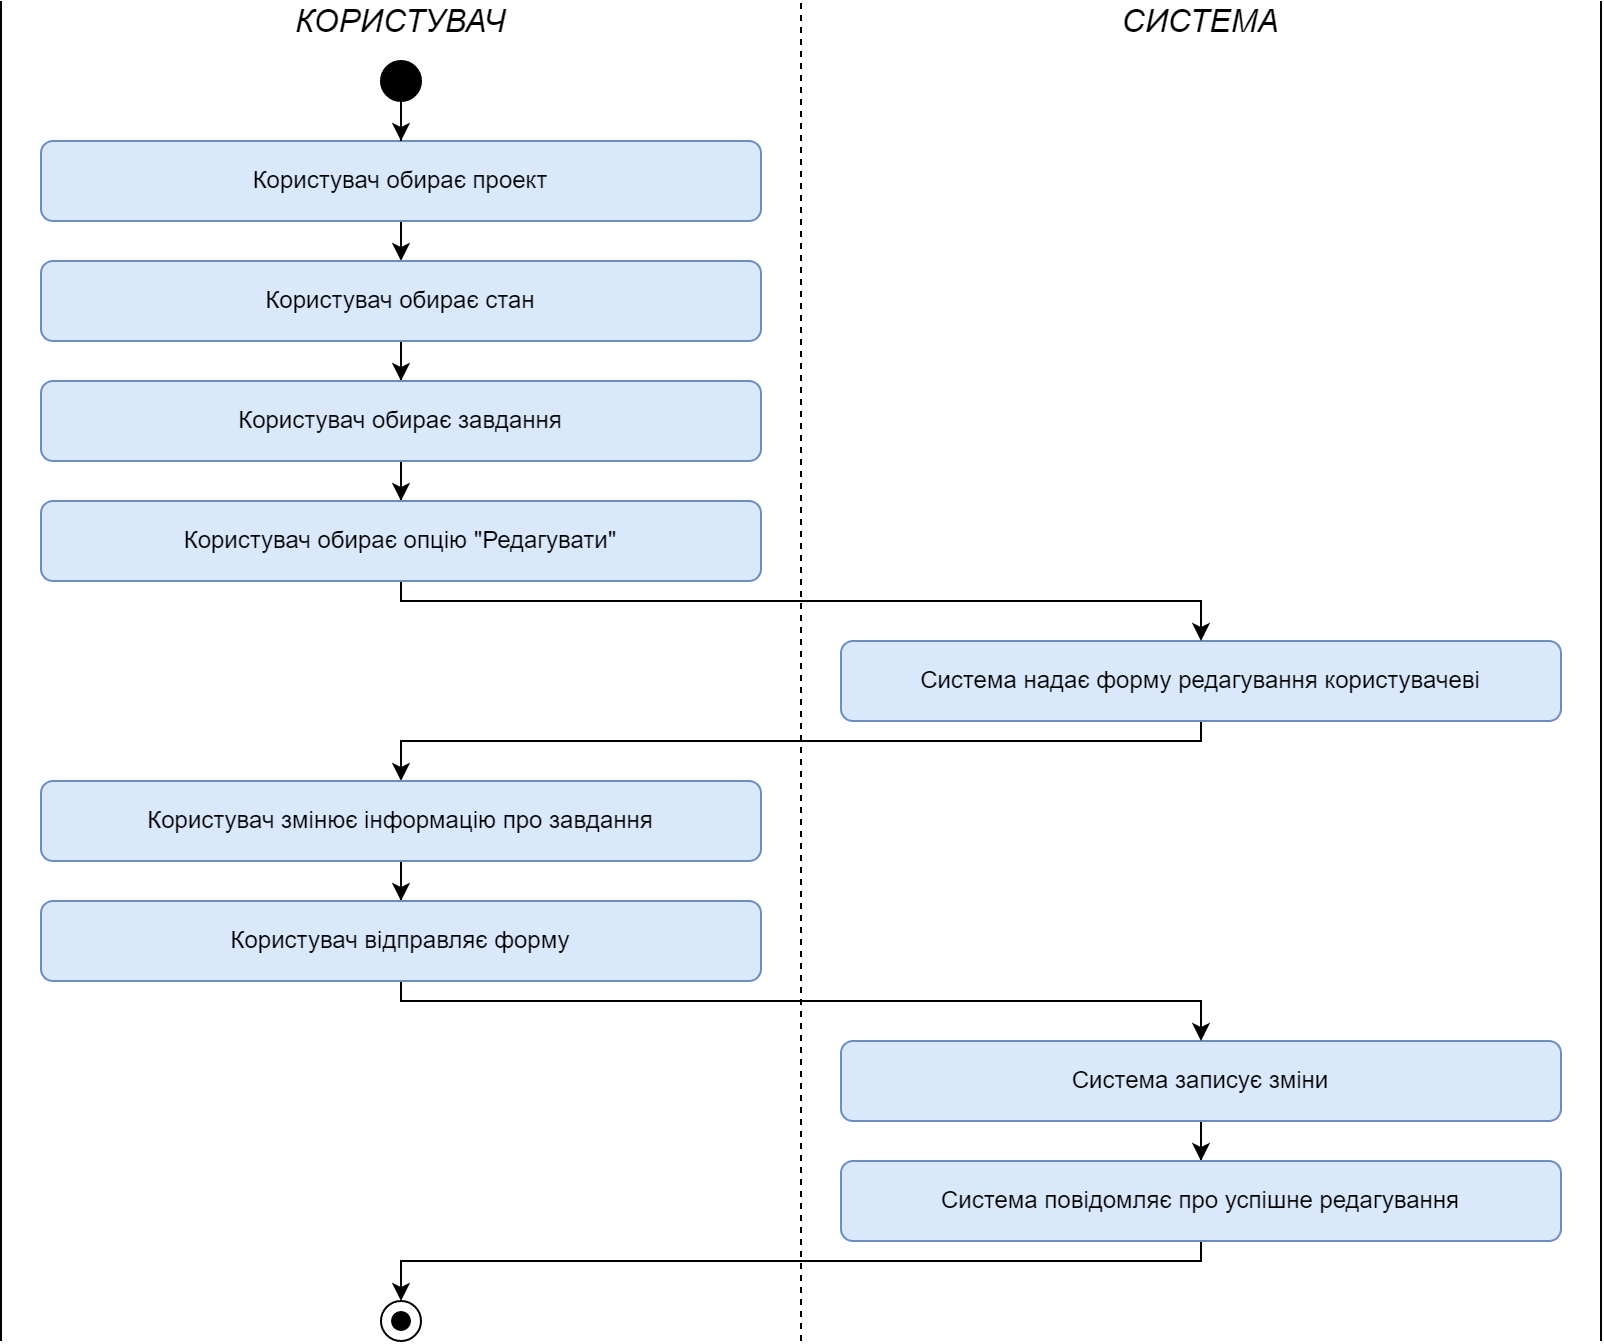 КОРИСТУВАЧ
СИСТЕМА
Користувач обирає проект
Користувач обирає стан
Користувач обирає завдання
Користувач обирає опцію "Редагувати"
Система надає форму редагування користувачеві
Користувач змінює інформацію про завдання
Користувач відправляє форму
Система записує зміни
Система повідомляє про успішне редагування